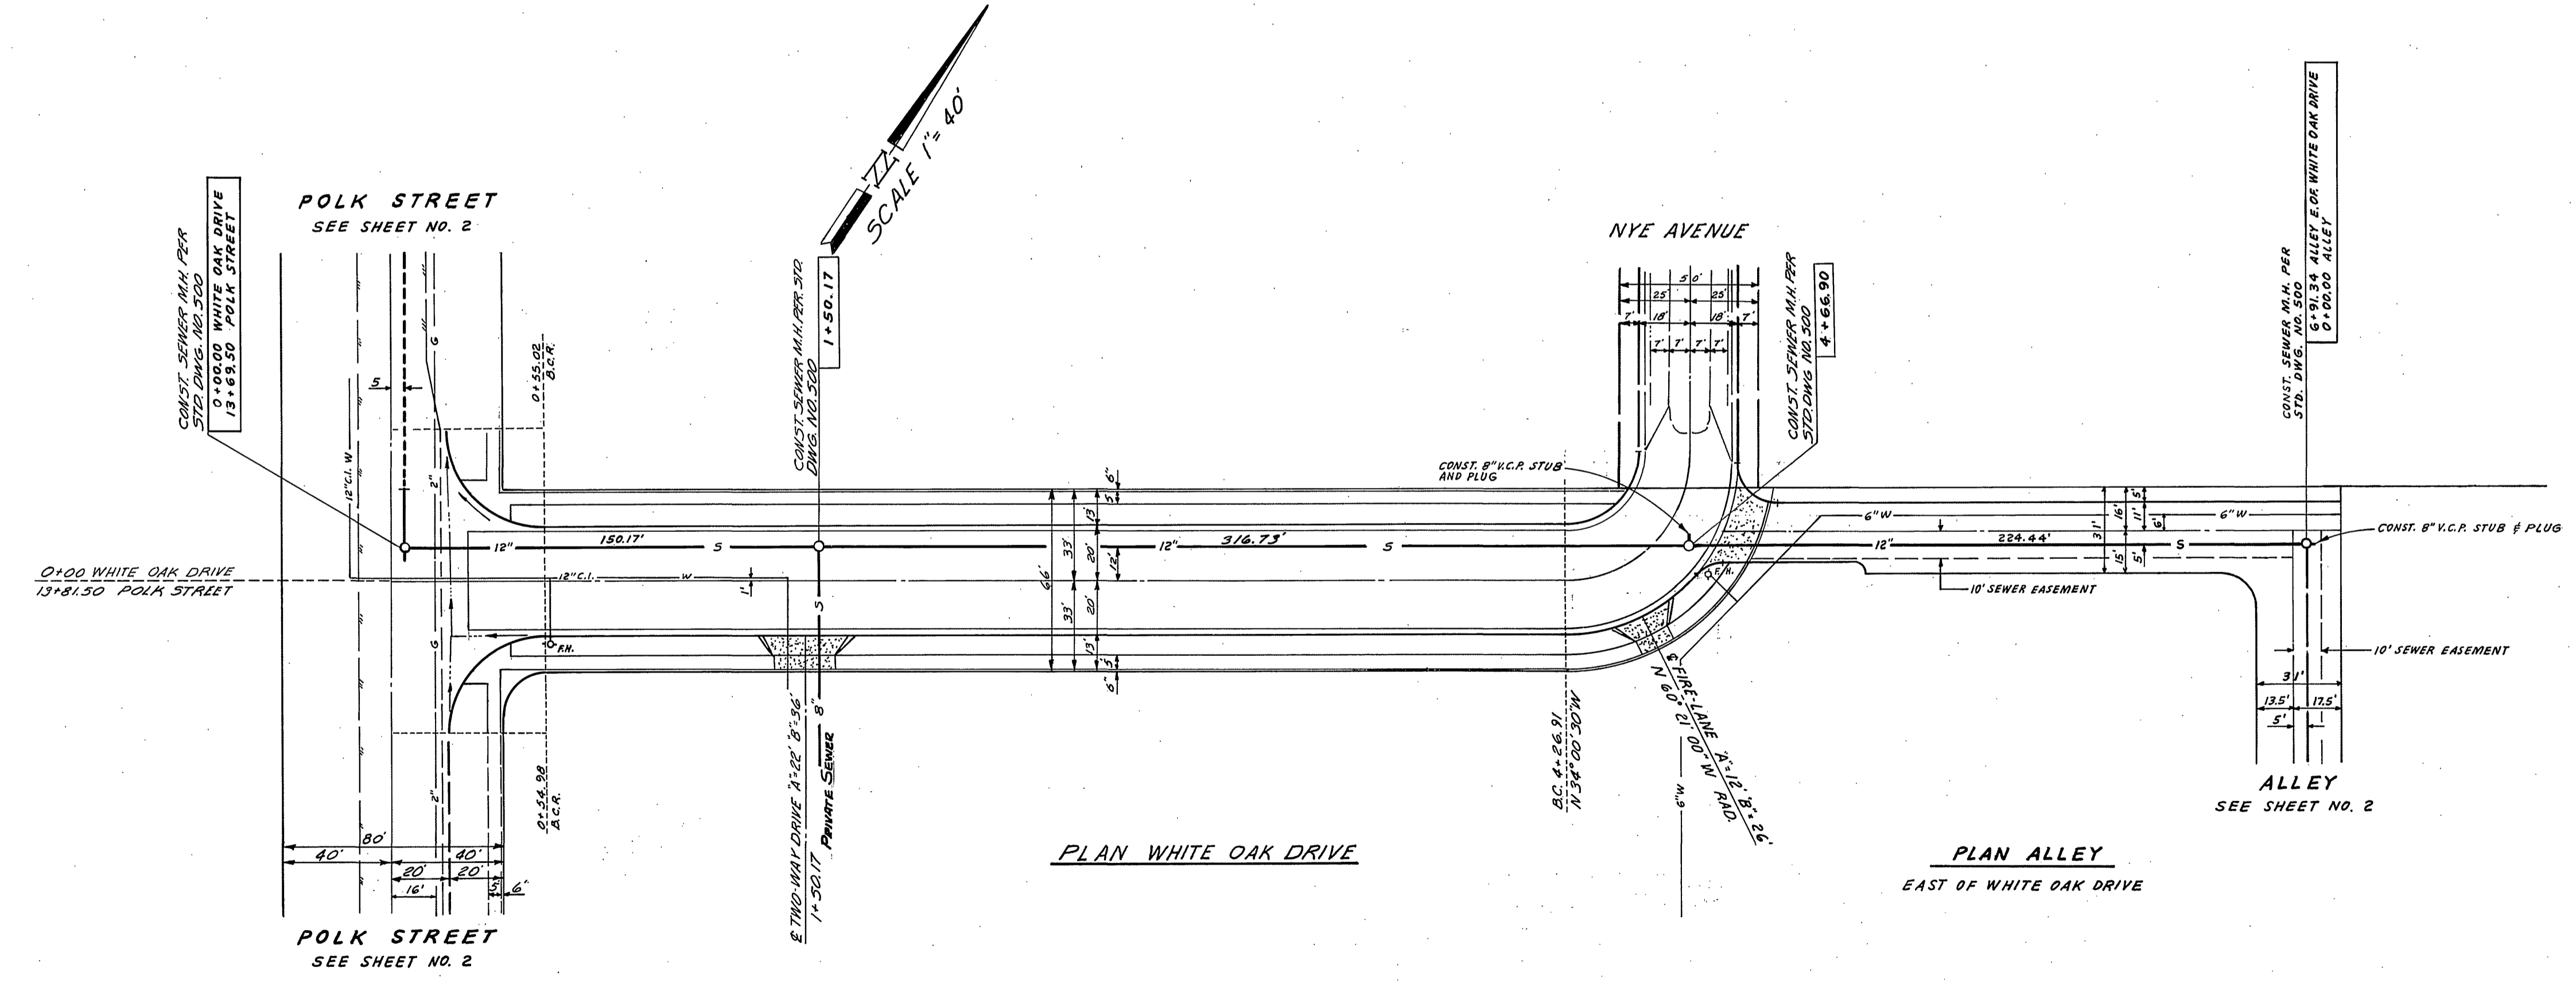 POLK STREET
SEE SHEET NO. 2
CONST. SEWER M.H. PER
STD. DWG. NO. 500
0+00.00 WHITE OAK DRIVE
13+69.50 POLK STREET
SCALE 1"= 40'
CONST. SEWER M.H. PER. STD.
DWG. NO. 500
1+50.17
NYE AVENUE
50'
25' 25'
7' 18' 18' 7'
7' 7' 7' 7'
CONST. SEWER M.H. PER
STD. DWG NO. 500
4+66.90
CONST. SEWER M.H. PER
STD. DWG. NO. 500
6+91.34 ALLEY E. OF. WHITE OAK DRIVE
0+00.00 ALLEY
5
G
0+55.02
B.C.R.
12" C.I. W
2"
CONST. 8" V.C.P. STUB
AND PLUG
6"
5'
13'
33'
20'
12'
66'
33'
20'
13'
5'
6"
12" 150.17' S
12" 316.73' S
12" 224.44' S
6"W 6"W
31'
16'
15'
5'
11'
6'
5'
CONST. 8" V.C.P. STUB & PLUG
0+00 WHITE OAK DRIVE
13+81.50 POLK STREET
12" C.I. W
1'
S
F.H.
F.H.
10' SEWER EASEMENT
10' SEWER EASEMENT
31'
13.5' 17.5'
5'
G
2"
0+54.98
B.C.R.
℄ TWO-WAY DRIVE "A"=22' "B"=36'
1+50.17
PRIVATE SEWER 8"
B.C. 4+26.91
N 34° 00' 30" W
℄ FIRE-LANE "A"=12' "B"=26'
N 60° 21' 00" W RAD.
6"W
80'
40' 40'
20' 20'
16' 5' 6"
POLK STREET
SEE SHEET NO. 2
PLAN WHITE OAK DRIVE
PLAN ALLEY
EAST OF WHITE OAK DRIVE
ALLEY
SEE SHEET NO. 2